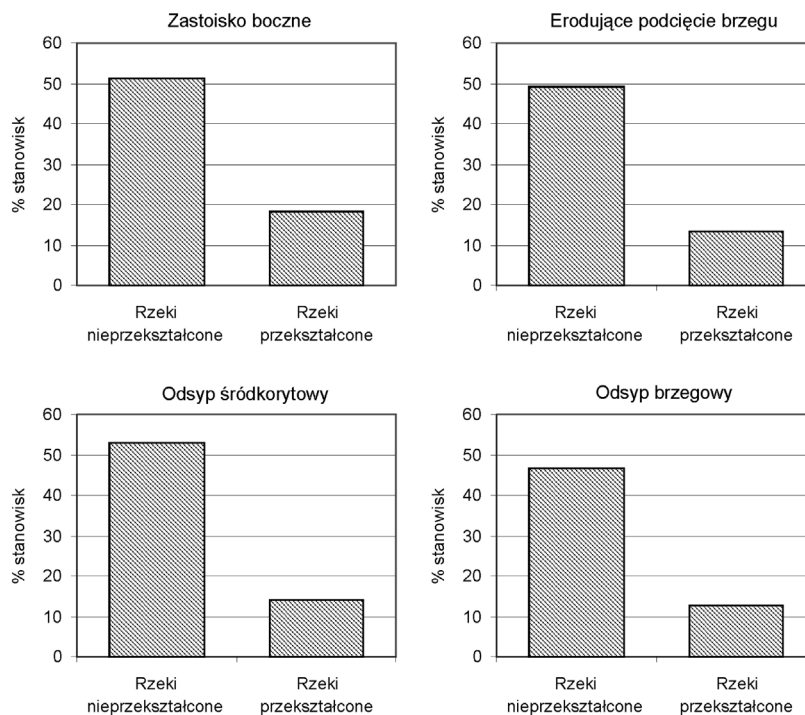 Zastoisko boczne
60
50
40
30
20
10
0
% stanowisk
Rzeki
nieprzekształcone
Rzeki
przekształcone
Erodujące podcięcie brzegu
60
50
40
30
20
10
0
% stanowisk
Rzeki
nieprzekształcone
Rzeki
przekształcone
Odsyp śródkorytowy
60
50
40
30
20
10
0
% stanowisk
Rzeki
nieprzekształcone
Rzeki
przekształcone
Odsyp brzegowy
60
50
40
30
20
10
0
% stanowisk
Rzeki
nieprzekształcone
Rzeki
przekształcone